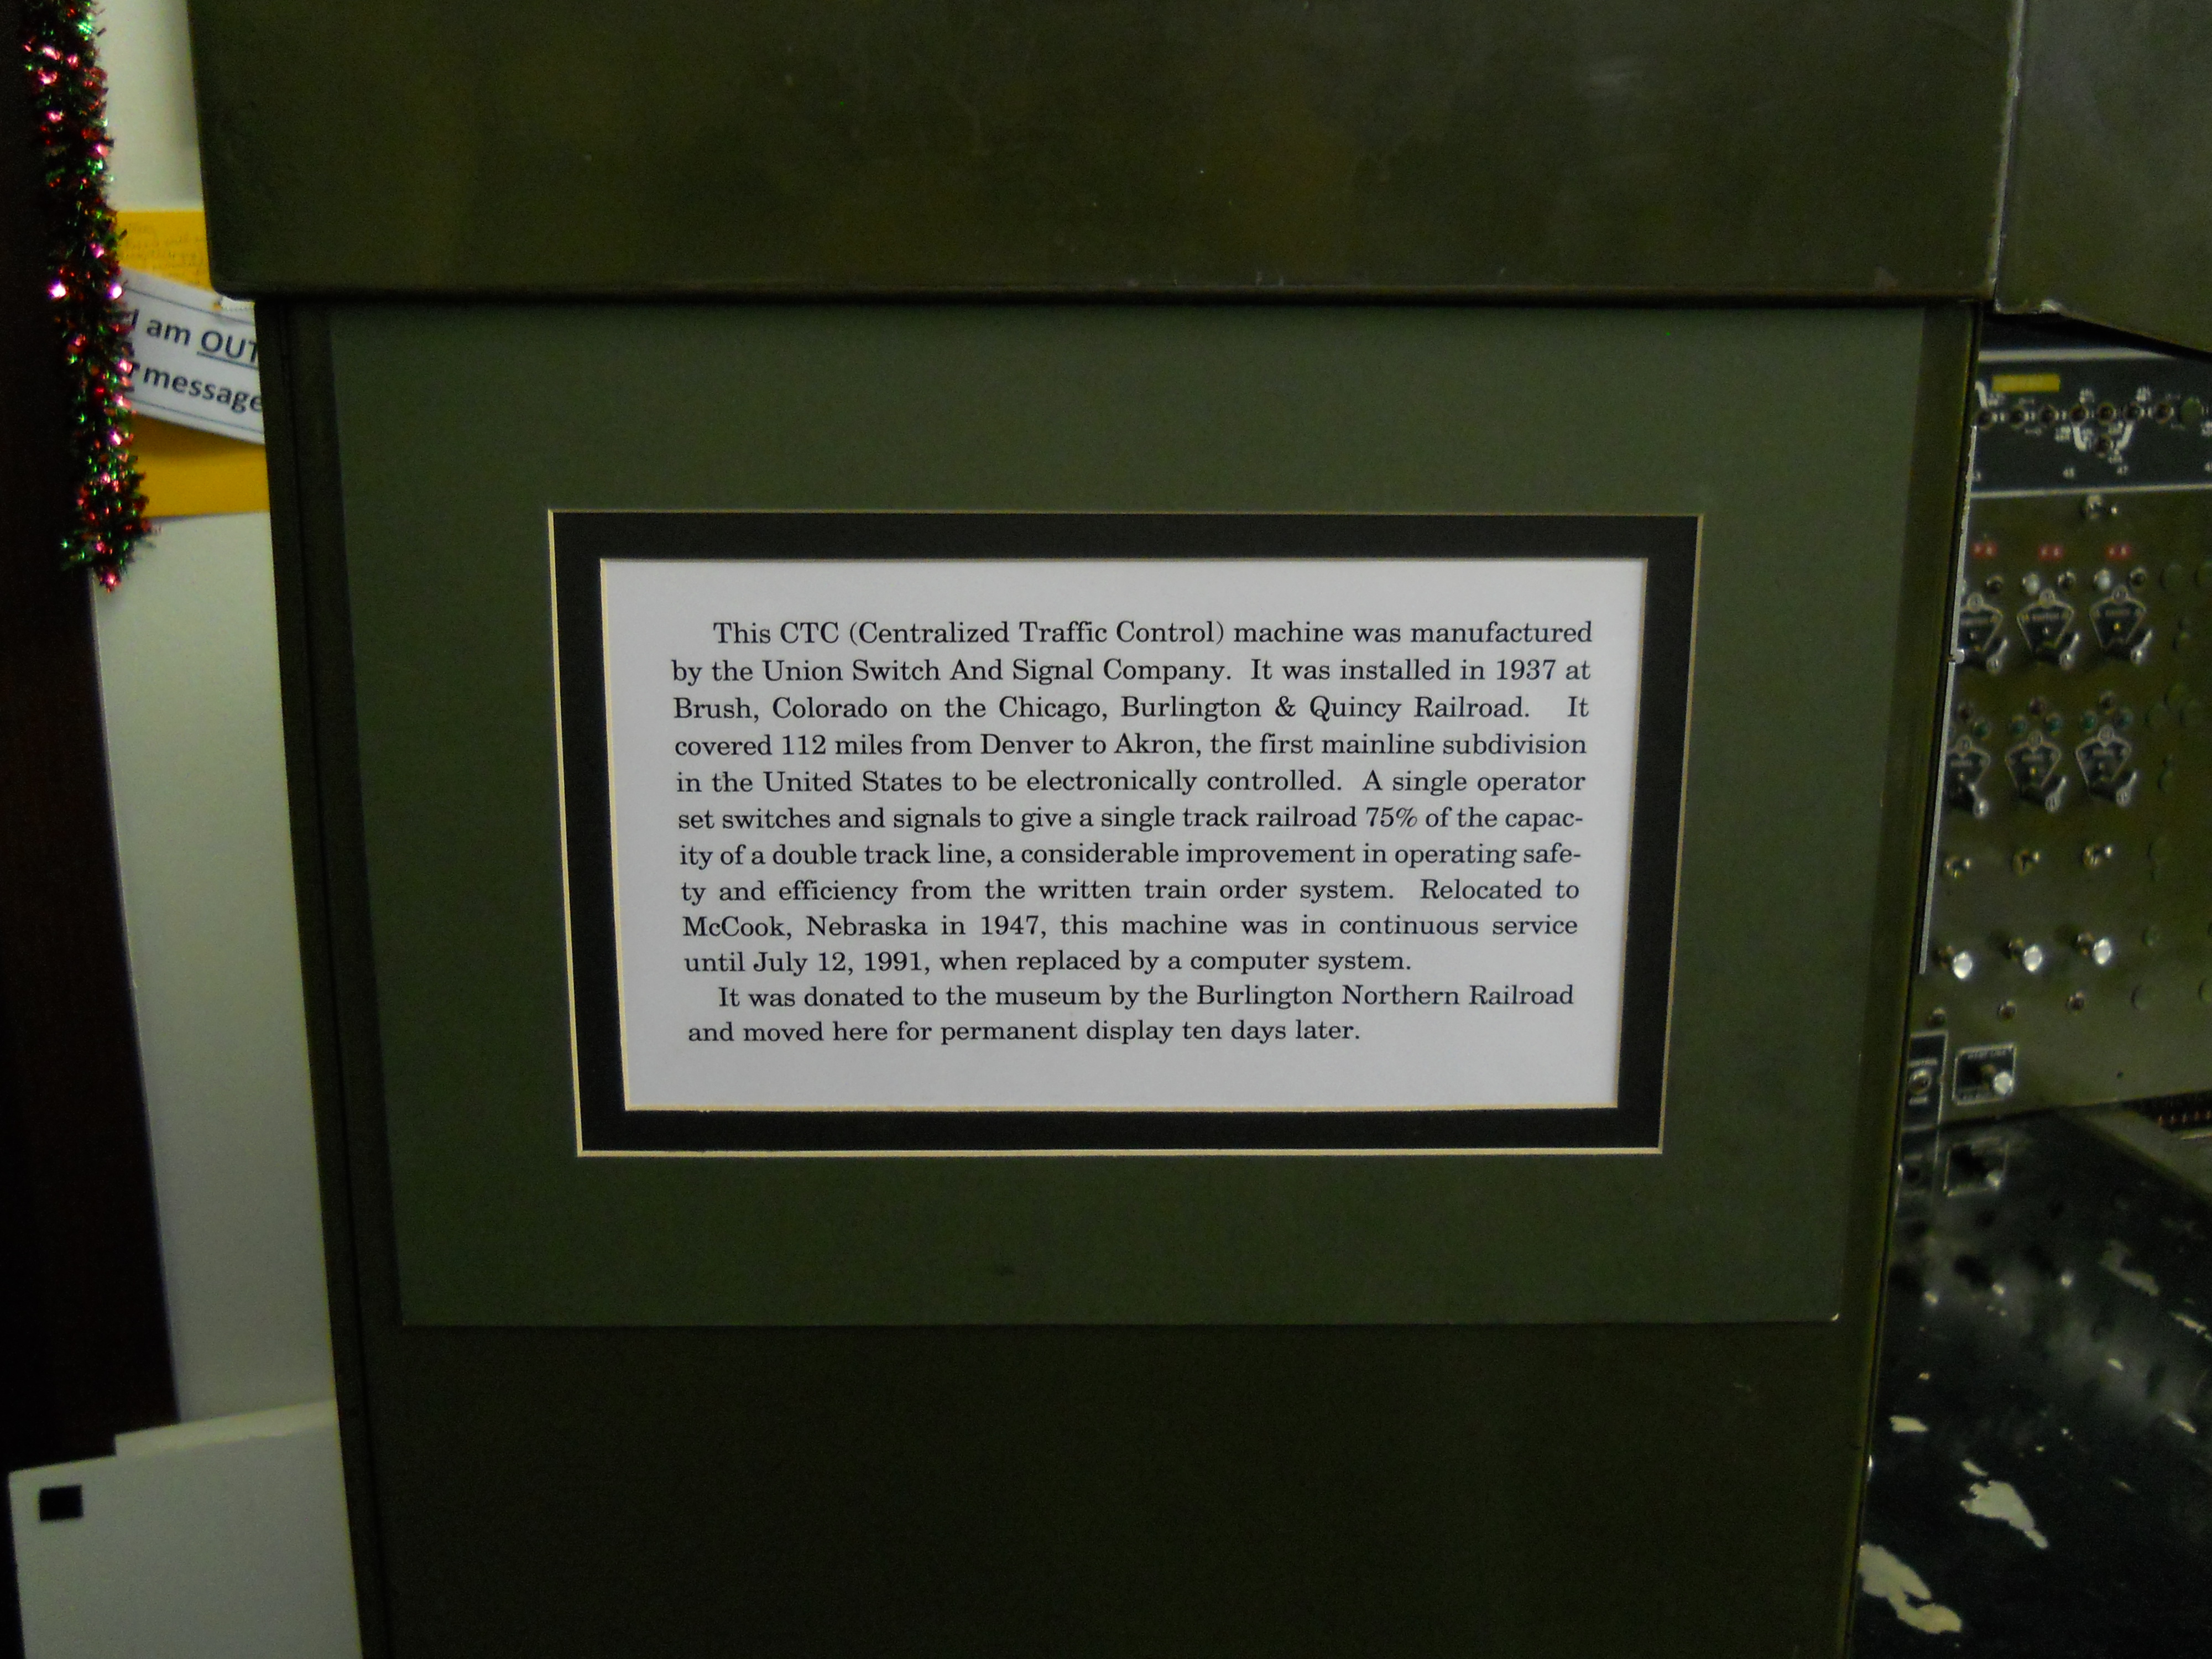 I am OUT
message
This CTC (Centralized Traffic Control) machine was manufactured
by the Union Switch And Signal Company. It was installed in 1937 at
Brush, Colorado on the Chicago, Burlington & Quincy Railroad. It
covered 112 miles from Denver to Akron, the first mainline subdivision
in the United States to be electronically controlled. A single operator
set switches and signals to give a single track railroad 75% of the capac-
ity of a double track line, a considerable improvement in operating safe-
ty and efficiency from the written train order system. Relocated to
McCook, Nebraska in 1947, this machine was in continuous service
until July 12, 1991, when replaced by a computer system.
It was donated to the museum by the Burlington Northern Railroad
and moved here for permanent display ten days later.